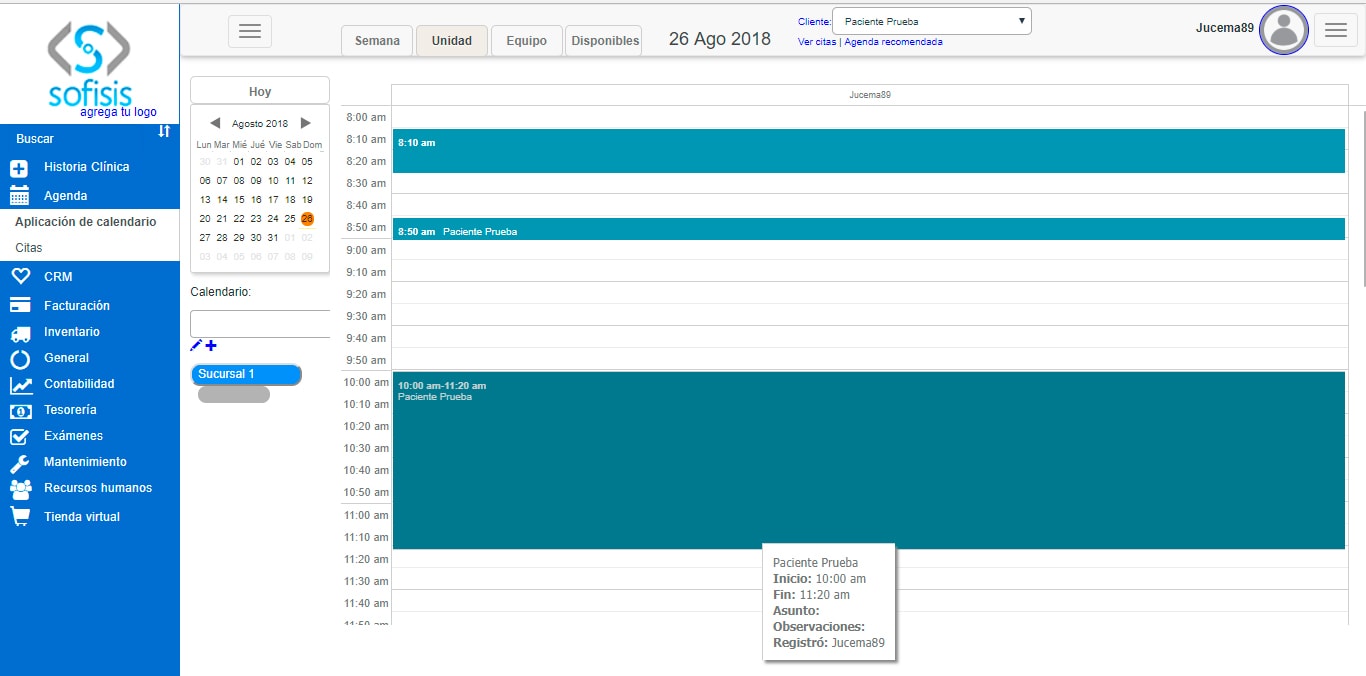 sofisis
agrega tu logo
Buscar
Historia Clínica
Agenda
Aplicación de calendario
Citas
CRM
Facturación
Inventario
General
Contabilidad
Tesorería
Exámenes
Mantenimiento
Recursos humanos
Tienda virtual
Semana Unidad Equipo Disponibles
26 Ago 2018
Cliente: Paciente Prueba
Ver citas | Agenda recomendada
Jucema89
Hoy
Agosto 2018
Lun Mar Mié Jué Vie Sab Dom
30 31 01 02 03 04 05
06 07 08 09 10 11 12
13 14 15 16 17 18 19
20 21 22 23 24 25 26
27 28 29 30 31 01 02
03 04 05 06 07 08 09
Calendario:
Sucursal 1
Jucema89
8:00 am
8:10 am 8:10 am
8:20 am
8:30 am
8:40 am
8:50 am 8:50 am Paciente Prueba
9:00 am
9:10 am
9:20 am
9:30 am
9:40 am
9:50 am
10:00 am 10:00 am-11:20 am
Paciente Prueba
10:10 am
10:20 am
10:30 am
10:40 am
10:50 am
11:00 am
11:10 am
11:20 am
11:30 am
11:40 am
11:50 am
Paciente Prueba
Inicio: 10:00 am
Fin: 11:20 am
Asunto:
Observaciones:
Registró: Jucema89